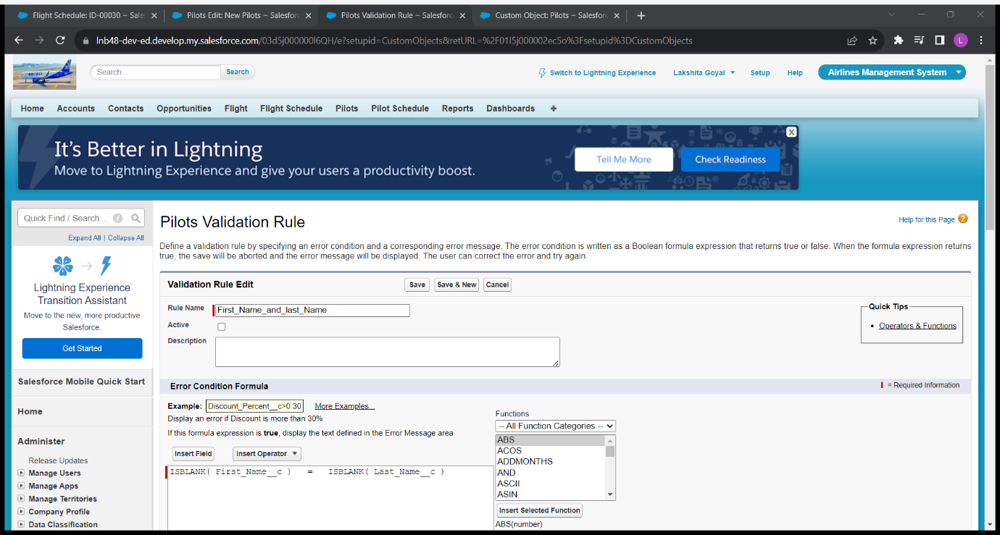 Flight Schedule: ID-00030 ~ Sales
Pilots Edit: New Pilots ~ Salesforc
Pilots Validation Rule ~ Salesforc
Custom Object: Pilots ~ Salesforc
lnb48-dev-ed.develop.my.salesforce.com/03d5j000000I6QH/e?setupid=CustomObjects&retURL=%2F01I5j000002ec5o%3Fsetupid%3DCustomObjects
L
Search...
Search
Switch to Lightning Experience
Lakshita Goyal
Setup
Help
Airlines Management System
Home Accounts Contacts Opportunities Flight Flight Schedule Pilots Pilot Schedule Reports Dashboards +
It's Better in Lightning
Move to Lightning Experience and give your users a productivity boost.
Tell Me More
Check Readiness
X
Quick Find / Search...
Expand All | Collapse All
Lightning Experience
Transition Assistant
Move to the new, more productive
Salesforce.
Get Started
Salesforce Mobile Quick Start
Home
Administer
Release Updates
Manage Users
Manage Apps
Manage Territories
Company Profile
Data Classification
Pilots Validation Rule
Help for this Page
Define a validation rule by specifying an error condition and a corresponding error message. The error condition is written as a Boolean formula expression that returns true or false. When the formula expression returns
true, the save will be aborted and the error message will be displayed. The user can correct the error and try again.
Validation Rule Edit
Save
Save & New
Cancel
Rule Name
First_Name_and_last_Name
Active
Description
Quick Tips
• Operators & Functions
Error Condition Formula
= Required Information
Example: Discount_Percent__c>0.30 More Examples...
Display an error if Discount is more than 30%
If this formula expression is true, display the text defined in the Error Message area
Insert Field
Insert Operator
ISBLANK( First_Name__c ) = ISBLANK( Last_Name__c )
Functions
-- All Function Categories --
ABS
ACOS
ADDMONTHS
AND
ASCII
ASIN
Insert Selected Function
ABS(number)